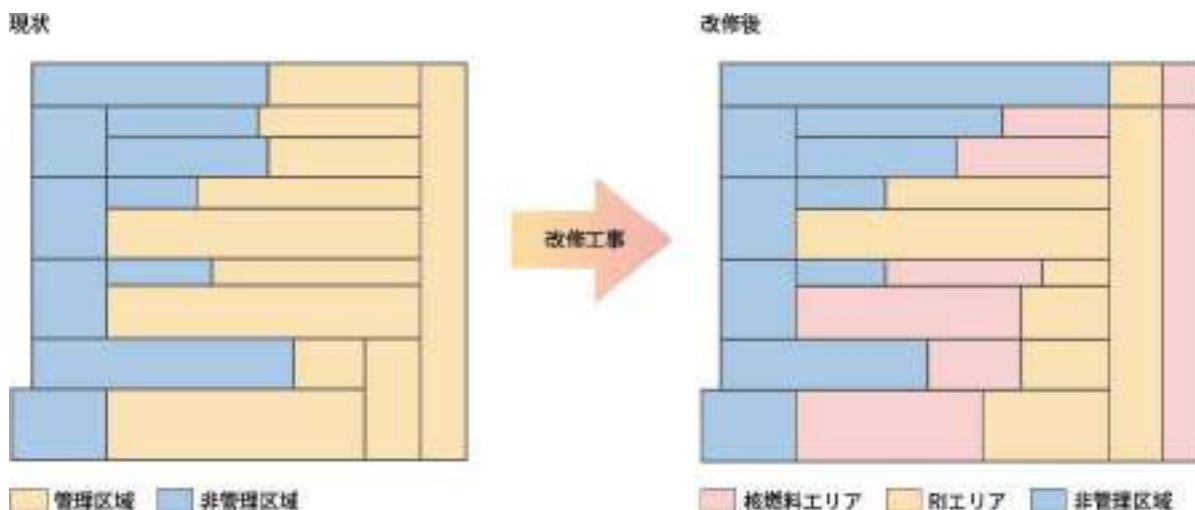 現状
改修後
改修工事
管理区域
非管理区域
核燃料エリア
RIエリア
非管理区域